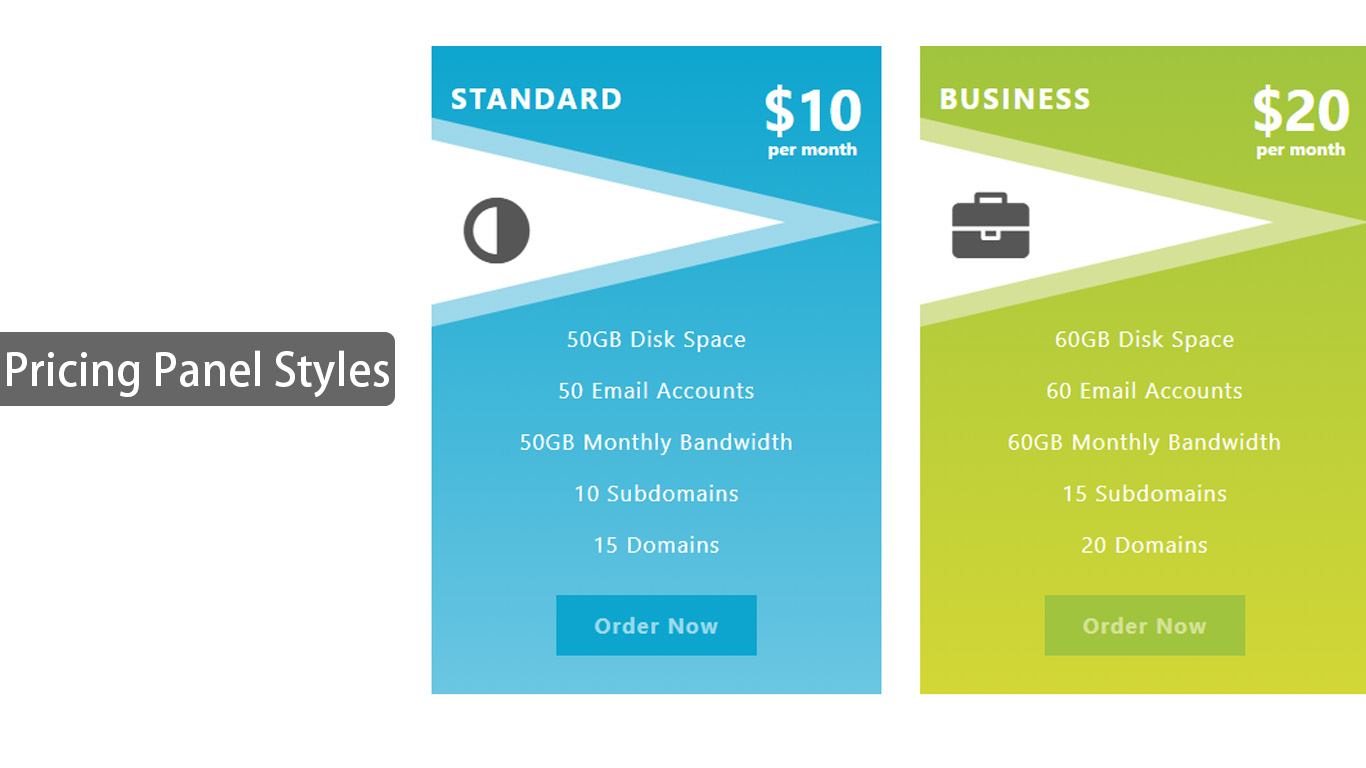 Pricing Panel Styles
STANDARD
$10
per month
50GB Disk Space
50 Email Accounts
50GB Monthly Bandwidth
10 Subdomains
15 Domains
Order Now
BUSINESS
$20
per month
60GB Disk Space
60 Email Accounts
60GB Monthly Bandwidth
15 Subdomains
20 Domains
Order Now